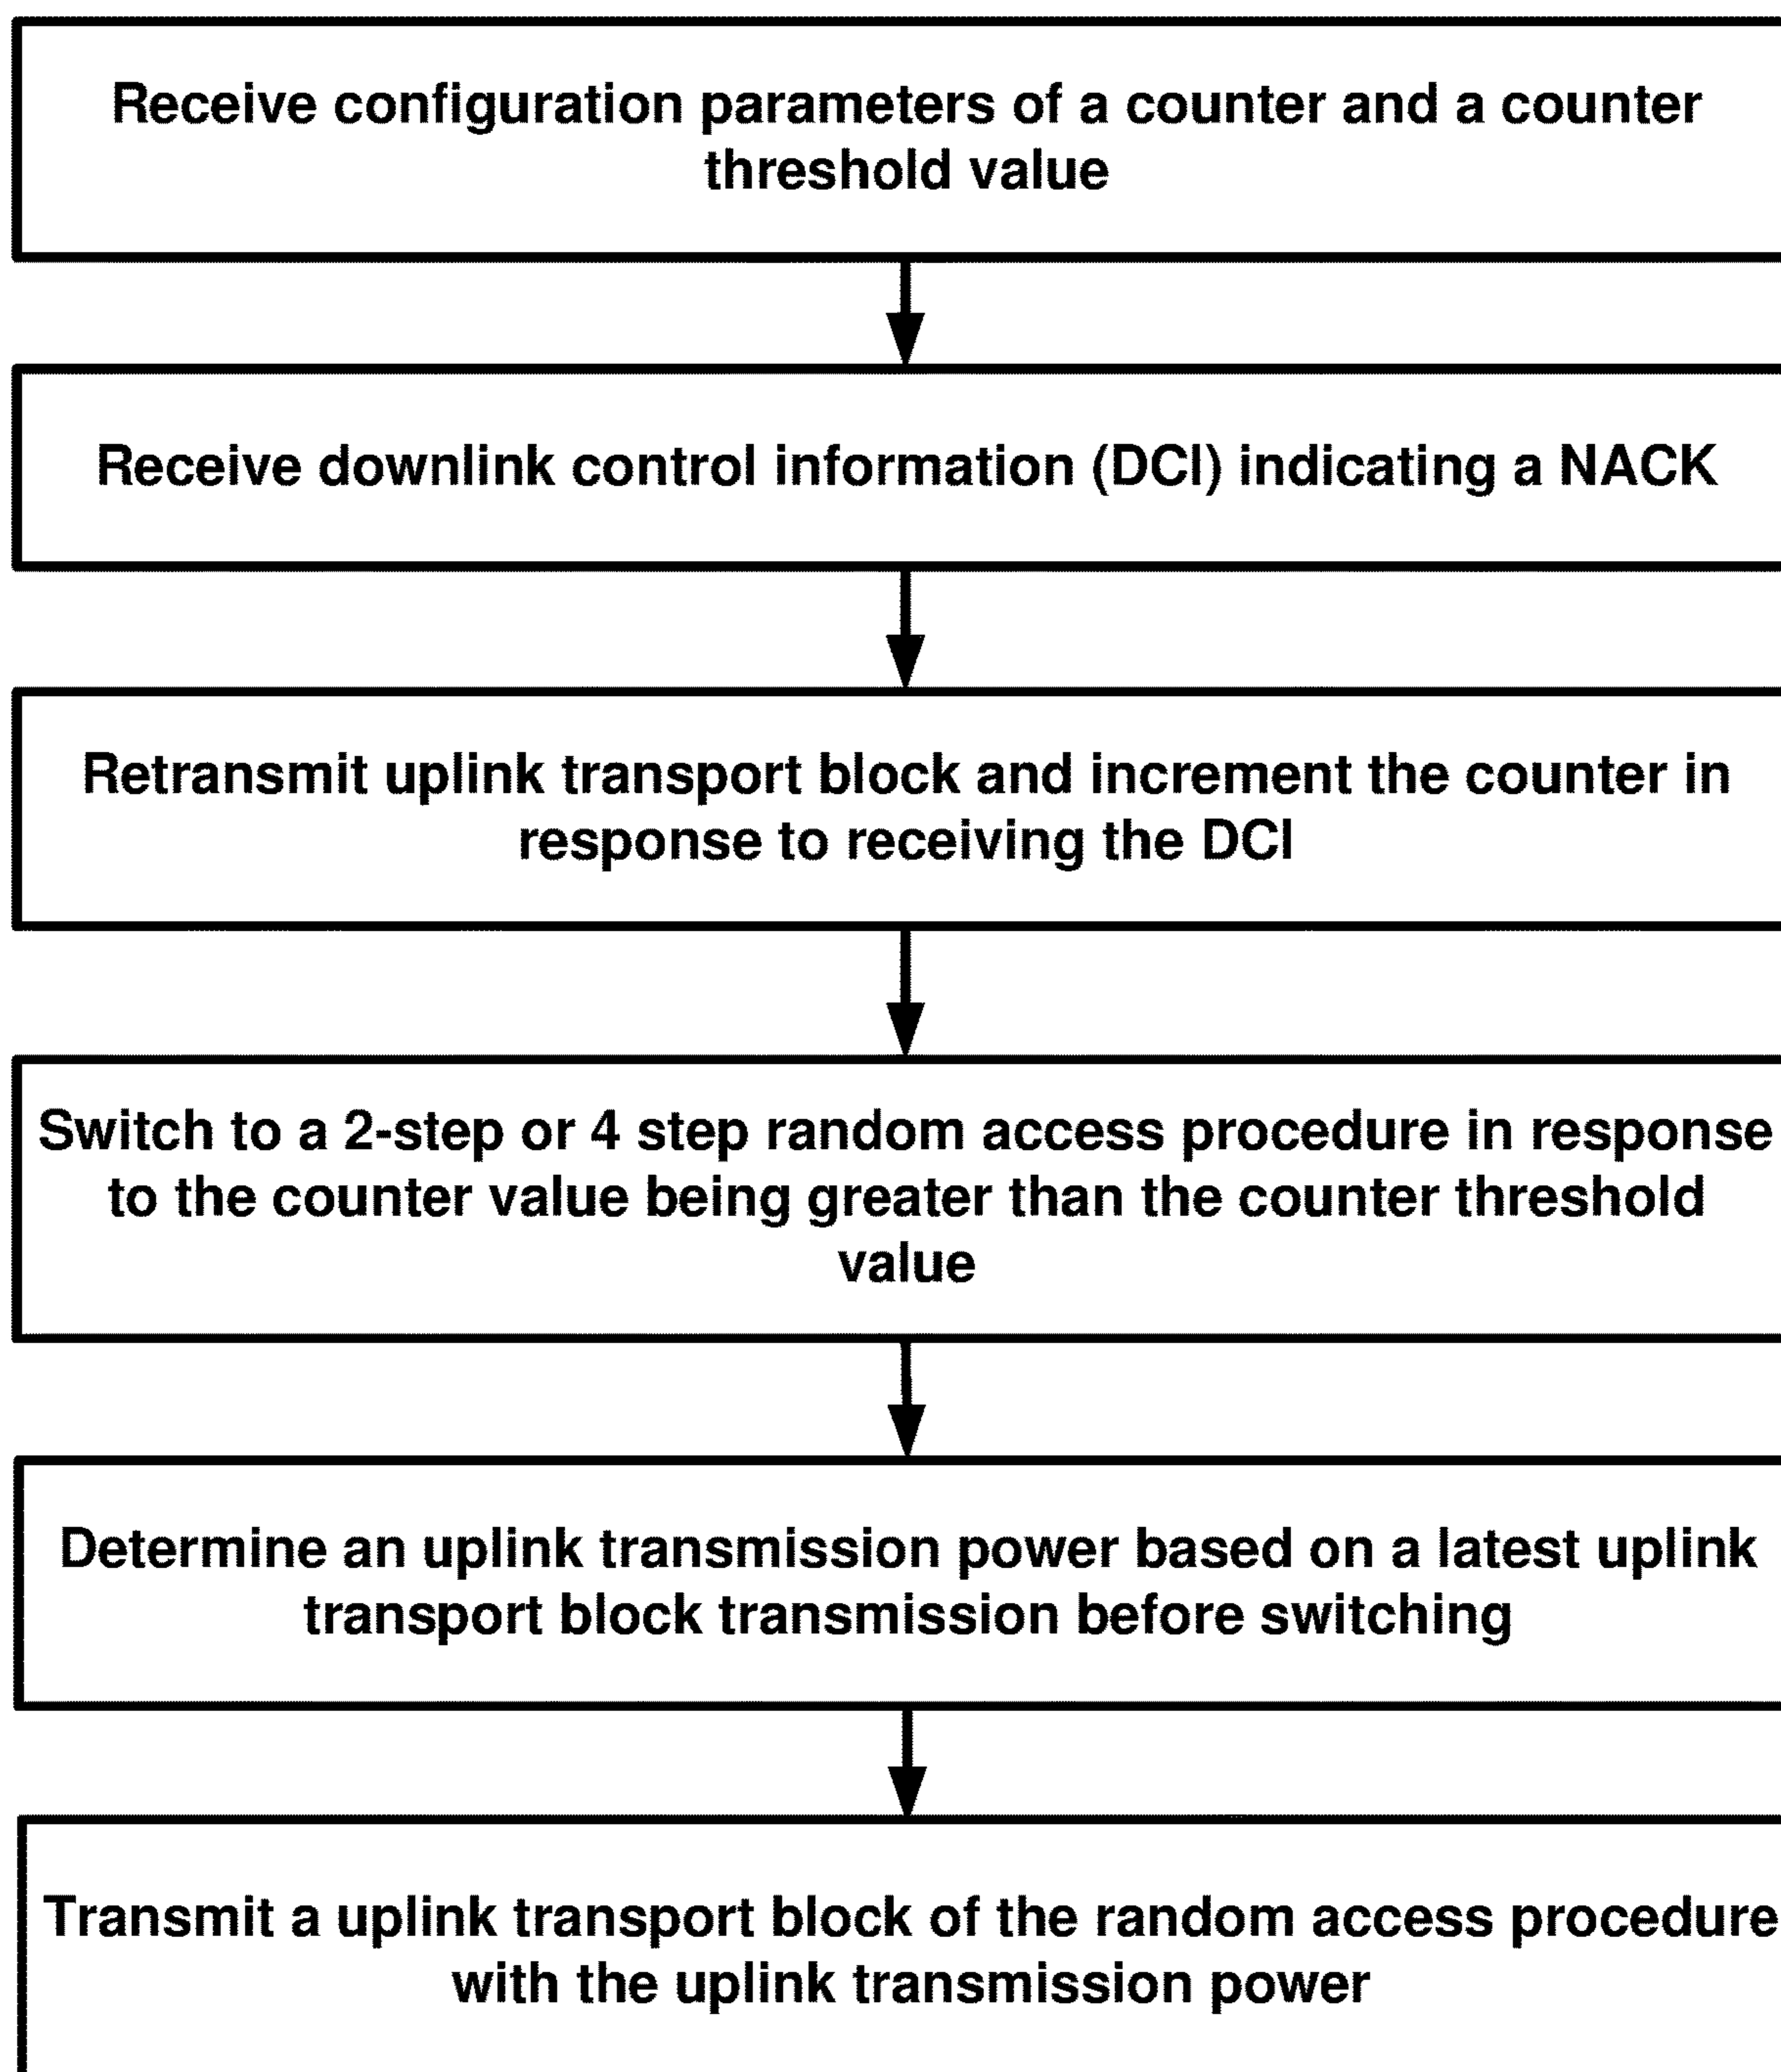 Receive configuration parameters of a counter and a counter
threshold value
Receive downlink control information (DCI) indicating a NACK
Retransmit uplink transport block and increment the counter in
response to receiving the DCI
Switch to a 2-step or 4 step random access procedure in response
to the counter value being greater than the counter threshold
value
Determine an uplink transmission power based on a latest uplink
transport block transmission before switching
Transmit a uplink transport block of the random access procedure
with the uplink transmission power